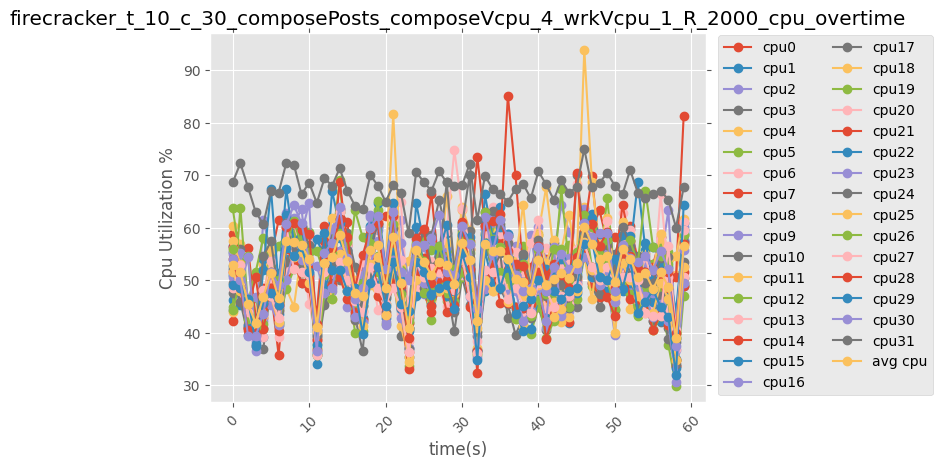 firecracker_t_10_c_30_composePosts_composeVcpu_4_wrkVcpu_1_R_2000_cpu_overtime
Cpu Utilization %
90
80
70
60
50
40
30
0
10
20
30
40
50
60
time(s)
cpu0
cpu1
cpu2
cpu3
cpu4
cpu5
cpu6
cpu7
cpu8
cpu9
cpu10
cpu11
cpu12
cpu13
cpu14
cpu15
cpu16
cpu17
cpu18
cpu19
cpu20
cpu21
cpu22
cpu23
cpu24
cpu25
cpu26
cpu27
cpu28
cpu29
cpu30
cpu31
avg cpu